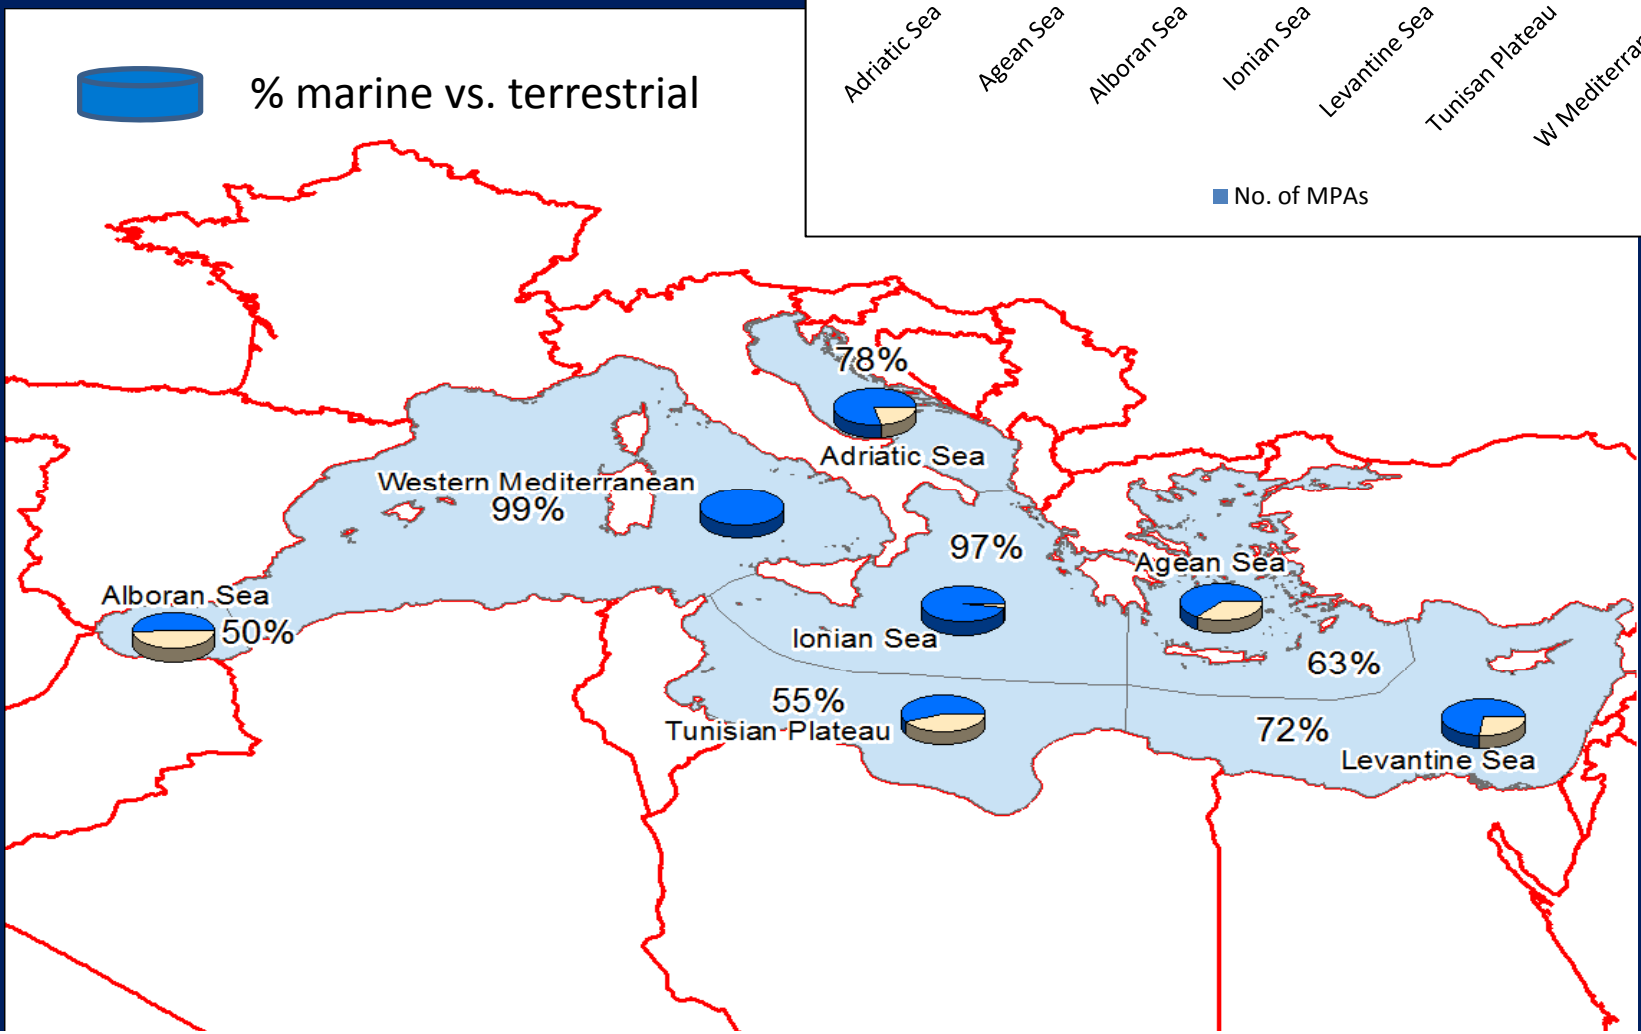 Adriatic Sea
Agean Sea
Alboran Sea
Ionian Sea
Levantine Sea
Tunisan Plateau
W
No. of MPAs
% marine vs. terrestrial
78%
Adriatic Sea
Western Mediterranean
99%
97%
Agean Sea
Alboran Sea
50%
Ionian Sea
63%
55%
Tunisian Plateau
72%
Levantine Sea